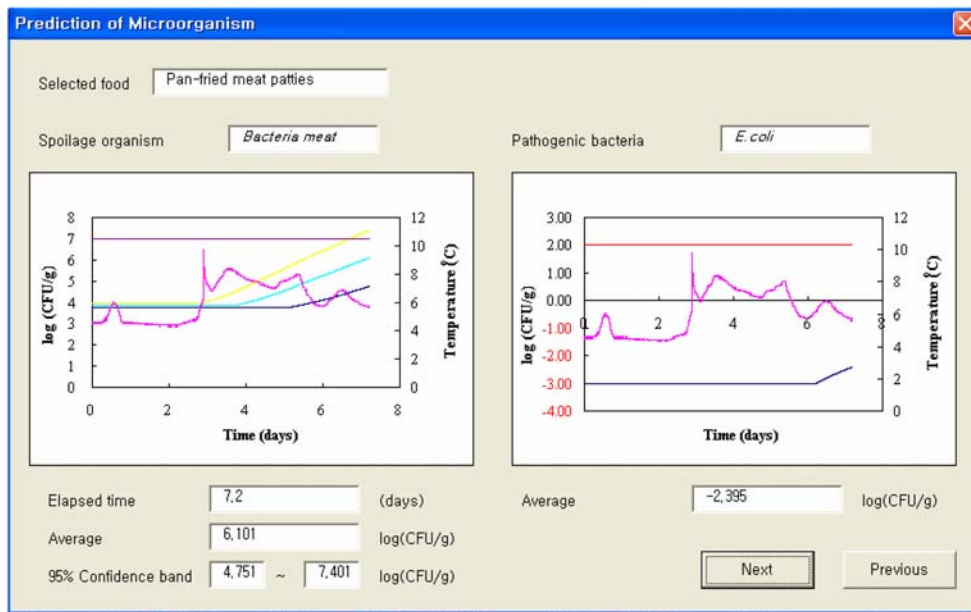 Prediction of Microorganism
Selected food Pan-fried meat patties
Spoilage organism Bacteria meat
Pathogenic bacteria E.coli
log (CFU/g)
8
7
6
5
4
3
2
1
0
12
10
8
6
4
2
0
Temperature (°C)
0 2 4 6 8
Time (days)
log (CFU/g)
3.00
2.00
1.00
0.00
-1.00
-2.00
-3.00
-4.00
12
10
8
6
4
2
0
Temperature (°C)
0 2 4 6 8
Time (days)
Elapsed time 7,2 (days)
Average 6,101 log(CFU/g)
95% Confidence band 4,751 ~ 7,401 log(CFU/g)
Average -2,395 log(CFU/g)
Next Previous